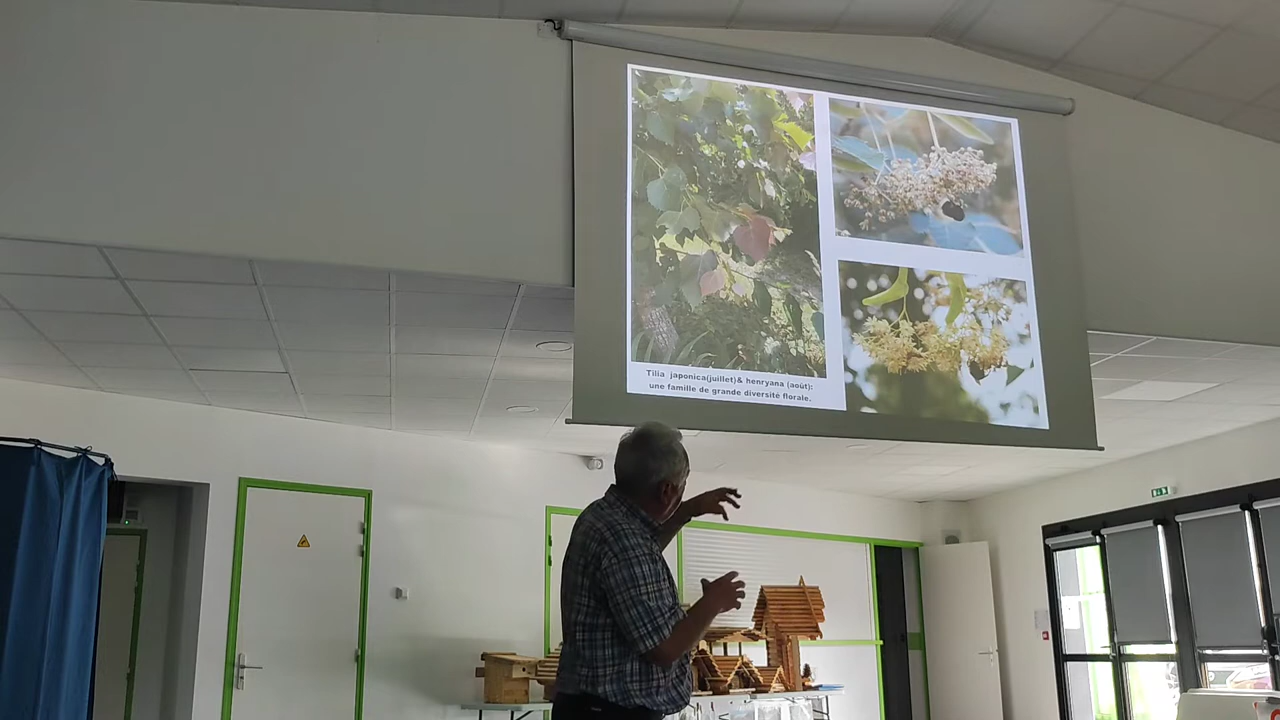 Tilia japonica(juillet)& henryana (août):
une famille de grande diversité florale.